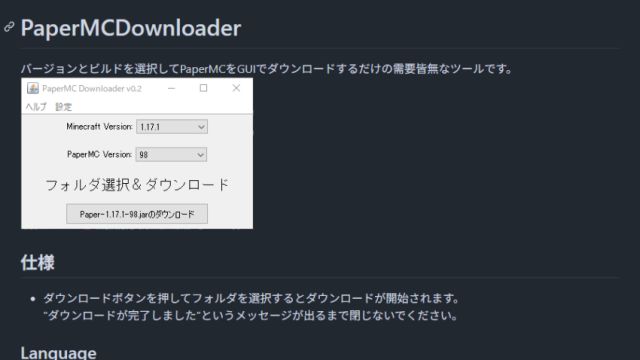 PaperMCDownloader
バージョンとビルドを選択してPaperMCをGUIでダウンロードするだけの需要皆無なツールです。
PaperMC Downloader v0.2
ヘルプ 設定
Minecraft Version: 1.17.1
PaperMC Version: 98
フォルダ選択＆ダウンロード
Paper-1.17.1-98.jarのダウンロード
仕様
ダウンロードボタンを押してフォルダを選択するとダウンロードが開始されます。
"ダウンロードが完了しました"というメッセージが出るまで閉じないでください。
Language